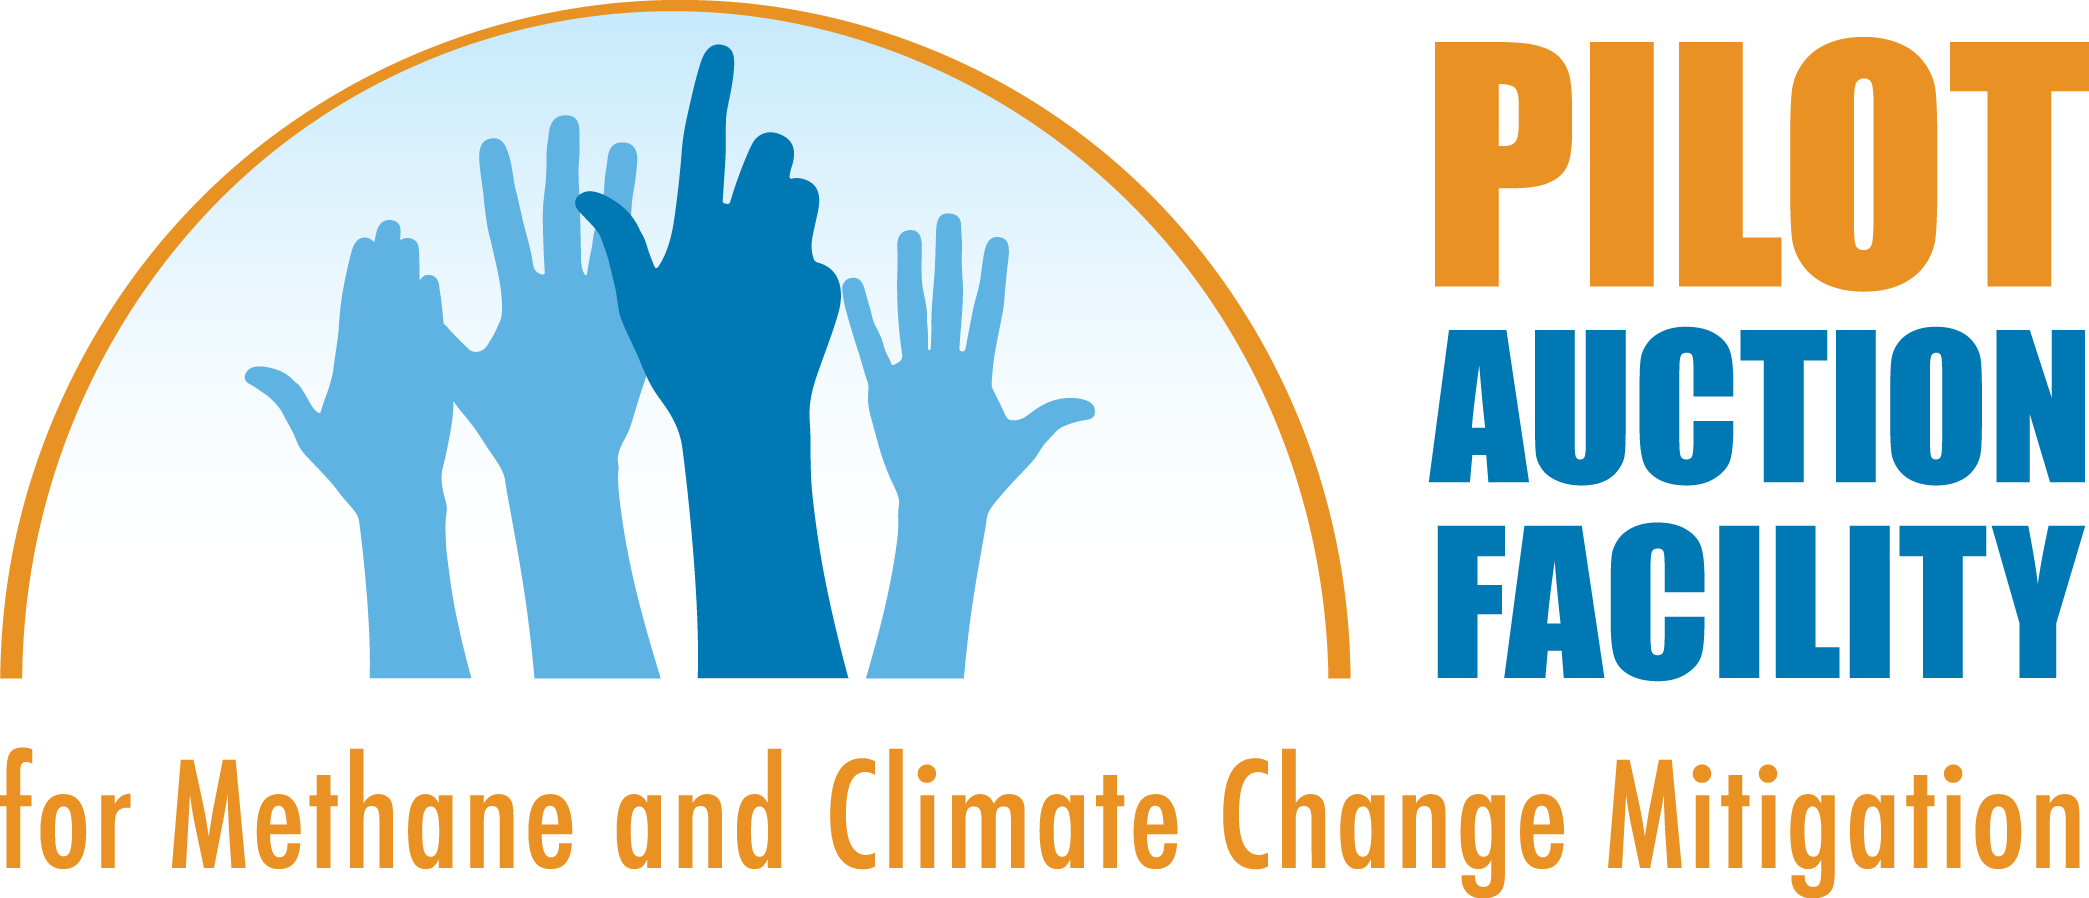 PILOT
AUCTION
FACILITY
for Methane and Climate Change Mitigation